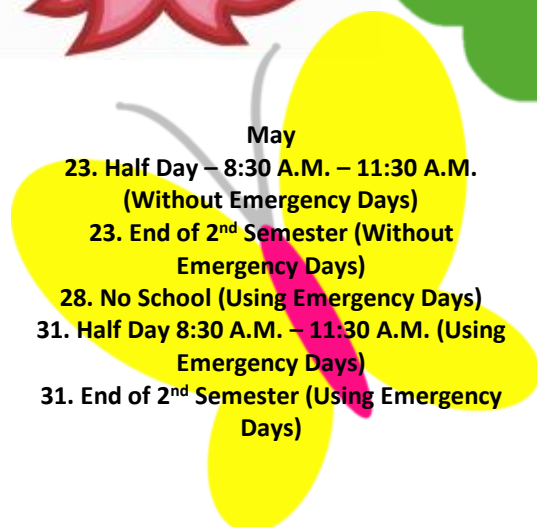 May
23. Half Day – 8:30 A.M. – 11:30 A.M.
(Without Emergency Days)
23. End of 2nd Semester (Without
Emergency Days)
28. No School (Using Emergency Days)
31. Half Day 8:30 A.M. – 11:30 A.M. (Using
Emergency Days)
31. End of 2nd Semester (Using Emergency
Days)